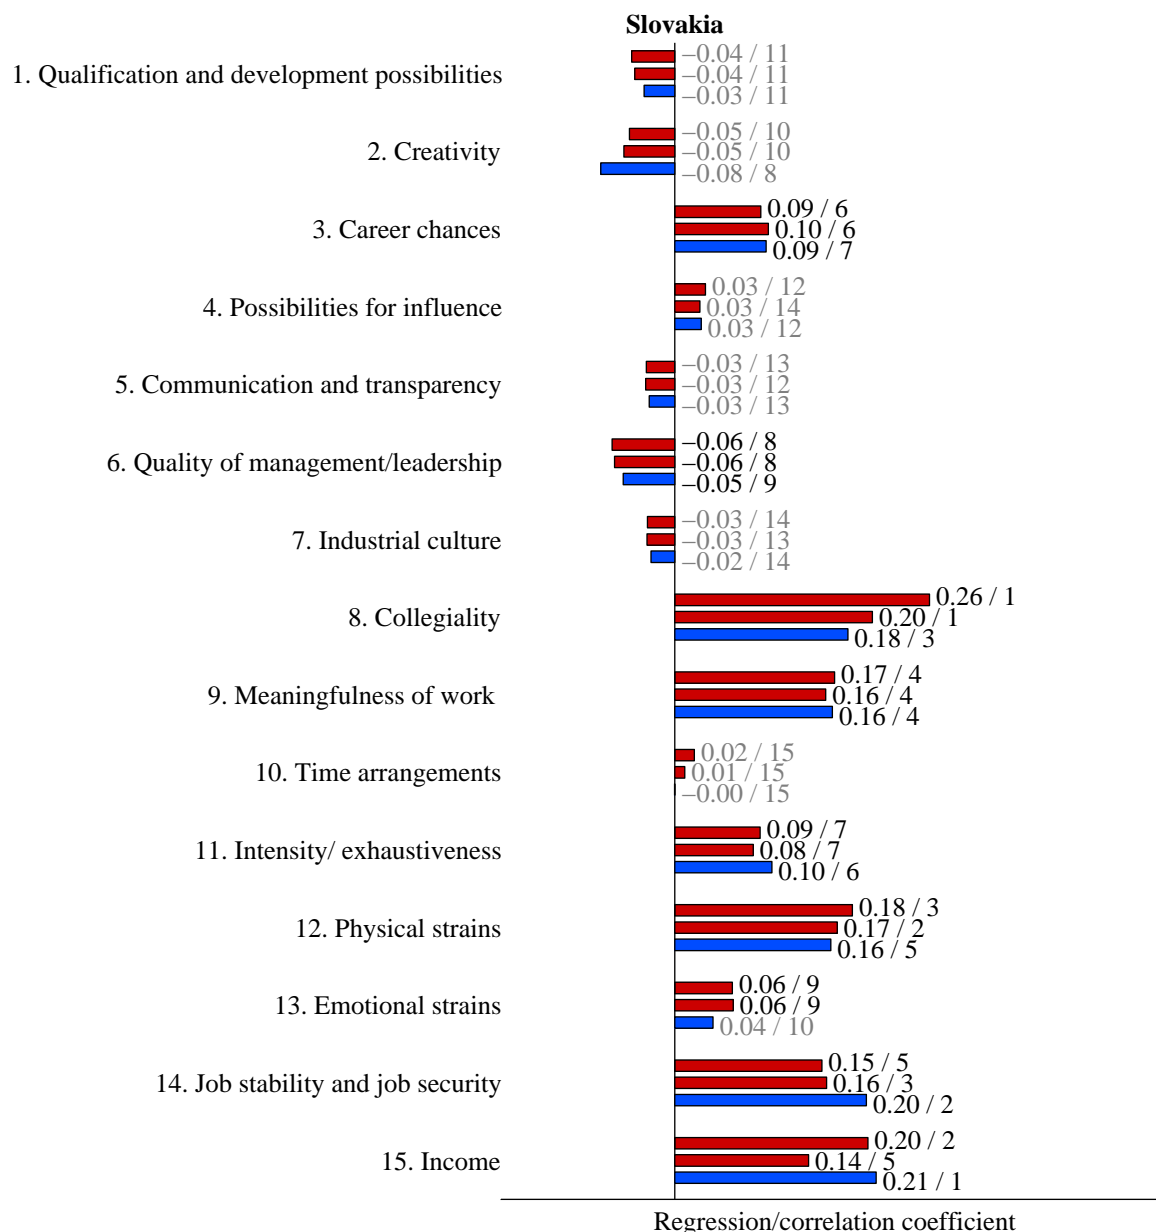 Slovakia
1. Qualification and development possibilities
–0.04 / 11
–0.04 / 11
–0.03 / 11
2. Creativity
–0.05 / 10
–0.05 / 10
–0.08 / 8
3. Career chances
0.09 / 6
0.10 / 6
0.09 / 7
4. Possibilities for influence
0.03 / 12
0.03 / 14
0.03 / 12
5. Communication and transparency
–0.03 / 13
–0.03 / 12
–0.03 / 13
6. Quality of management/leadership
–0.06 / 8
–0.06 / 8
–0.05 / 9
7. Industrial culture
–0.03 / 14
–0.03 / 13
–0.02 / 14
8. Collegiality
0.26 / 1
0.20 / 1
0.18 / 3
9. Meaningfulness of work
0.17 / 4
0.16 / 4
0.16 / 4
10. Time arrangements
0.02 / 15
0.01 / 15
–0.00 / 15
11. Intensity/ exhaustiveness
0.09 / 7
0.08 / 7
0.10 / 6
12. Physical strains
0.18 / 3
0.17 / 2
0.16 / 5
13. Emotional strains
0.06 / 9
0.06 / 9
0.04 / 10
14. Job stability and job security
0.15 / 5
0.16 / 3
0.20 / 2
15. Income
0.20 / 2
0.14 / 5
0.21 / 1
Regression/correlation coefficient